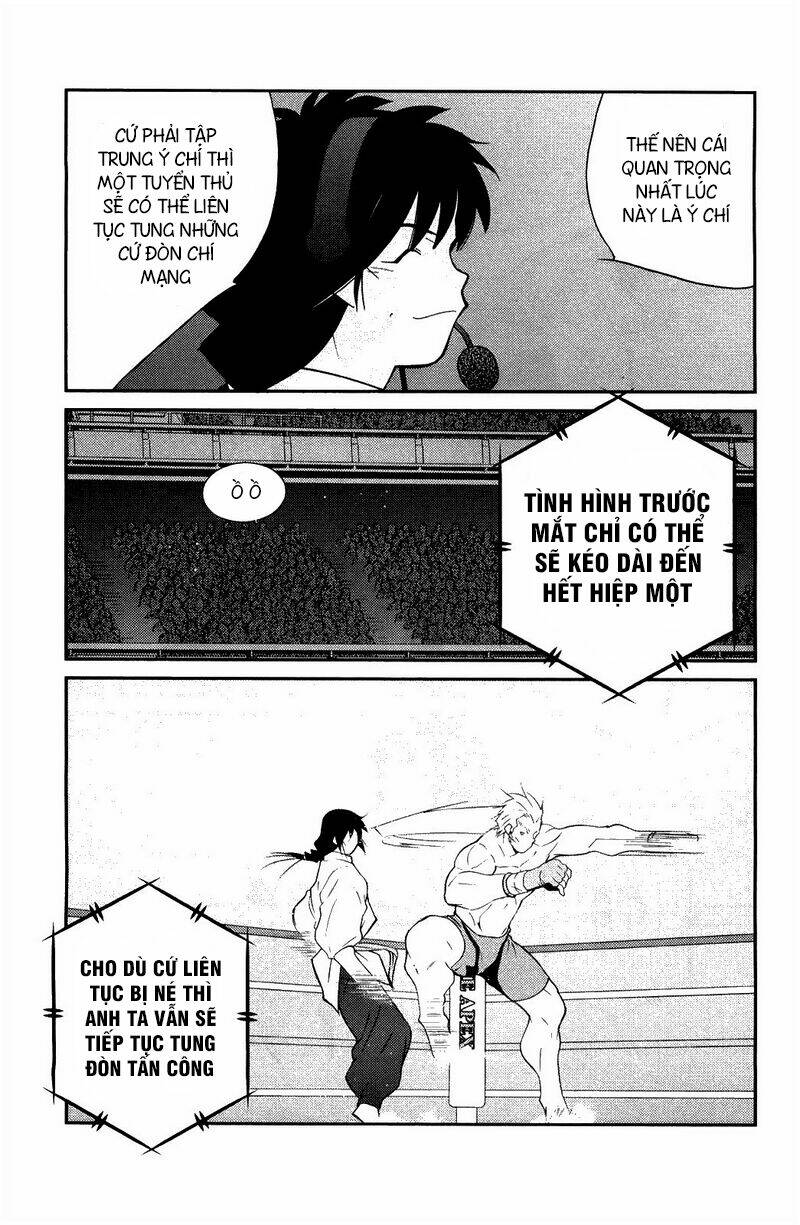 THẾ NÊN CÁI
QUAN TRỌNG
NHẤT LÚC
NÀY LÀ Ý CHÍ
CỨ PHẢI TẬP
TRUNG Ý CHÍ THÌ
MỘT TUYỂN THỦ
SẼ CÓ THỂ LIÊN
TỤC TUNG NHỮNG
CỨ ĐÒN CHÍ
MẠNG
TÌNH HÌNH TRƯỚC
MẮT CHỈ CÓ THỂ
SẼ KÉO DÀI ĐẾN
HẾT HIỆP MỘT
Ồ Ồ
E APEX
CHO DÙ CỨ LIÊN
TỤC BỊ NÉ THÌ
ANH TA VẪN SẼ
TIẾP TỤC TUNG
ĐÒN TẤN CÔNG